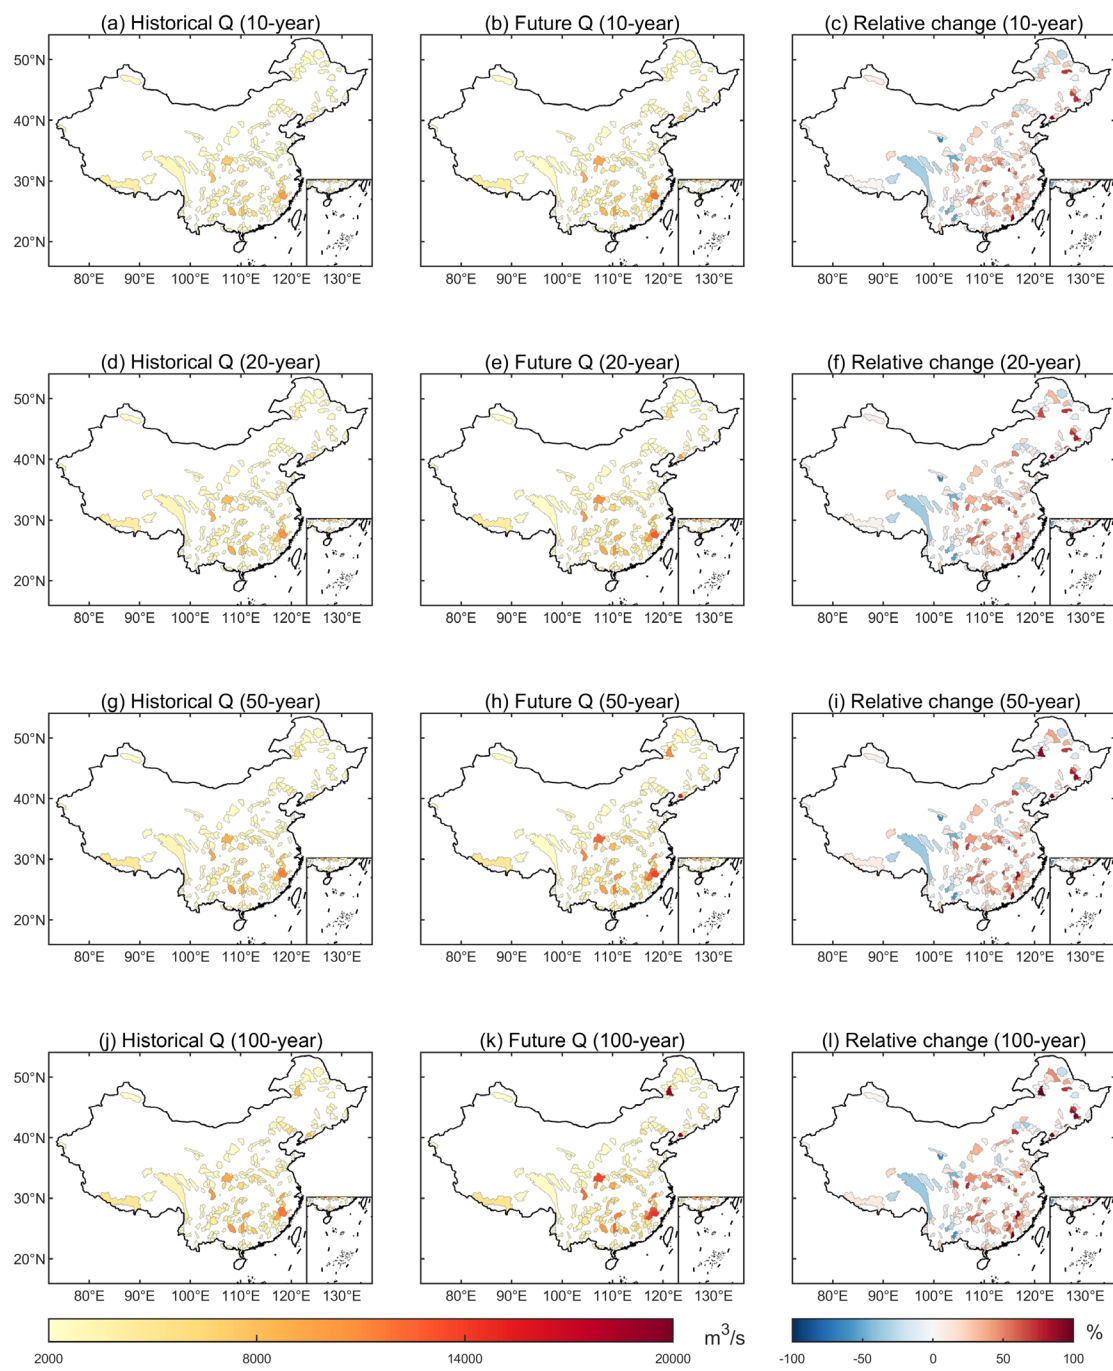 (a) Historical Q (10-year)
(b) Future Q (10-year)
(c) Relative change (10-year)
50°N
40°N
30°N
20°N
80°E 90°E 100°E 110°E 120°E 130°E
80°E 90°E 100°E 110°E 120°E 130°E
80°E 90°E 100°E 110°E 120°E 130°E
(d) Historical Q (20-year)
(e) Future Q (20-year)
(f) Relative change (20-year)
50°N
40°N
30°N
20°N
80°E 90°E 100°E 110°E 120°E 130°E
80°E 90°E 100°E 110°E 120°E 130°E
80°E 90°E 100°E 110°E 120°E 130°E
(g) Historical Q (50-year)
(h) Future Q (50-year)
(i) Relative change (50-year)
50°N
40°N
30°N
20°N
80°E 90°E 100°E 110°E 120°E 130°E
80°E 90°E 100°E 110°E 120°E 130°E
80°E 90°E 100°E 110°E 120°E 130°E
(j) Historical Q (100-year)
(k) Future Q (100-year)
(l) Relative change (100-year)
50°N
40°N
30°N
20°N
80°E 90°E 100°E 110°E 120°E 130°E
80°E 90°E 100°E 110°E 120°E 130°E
80°E 90°E 100°E 110°E 120°E 130°E
2000 8000 14000 20000
m³/s
-100 -50 0 50 100
%